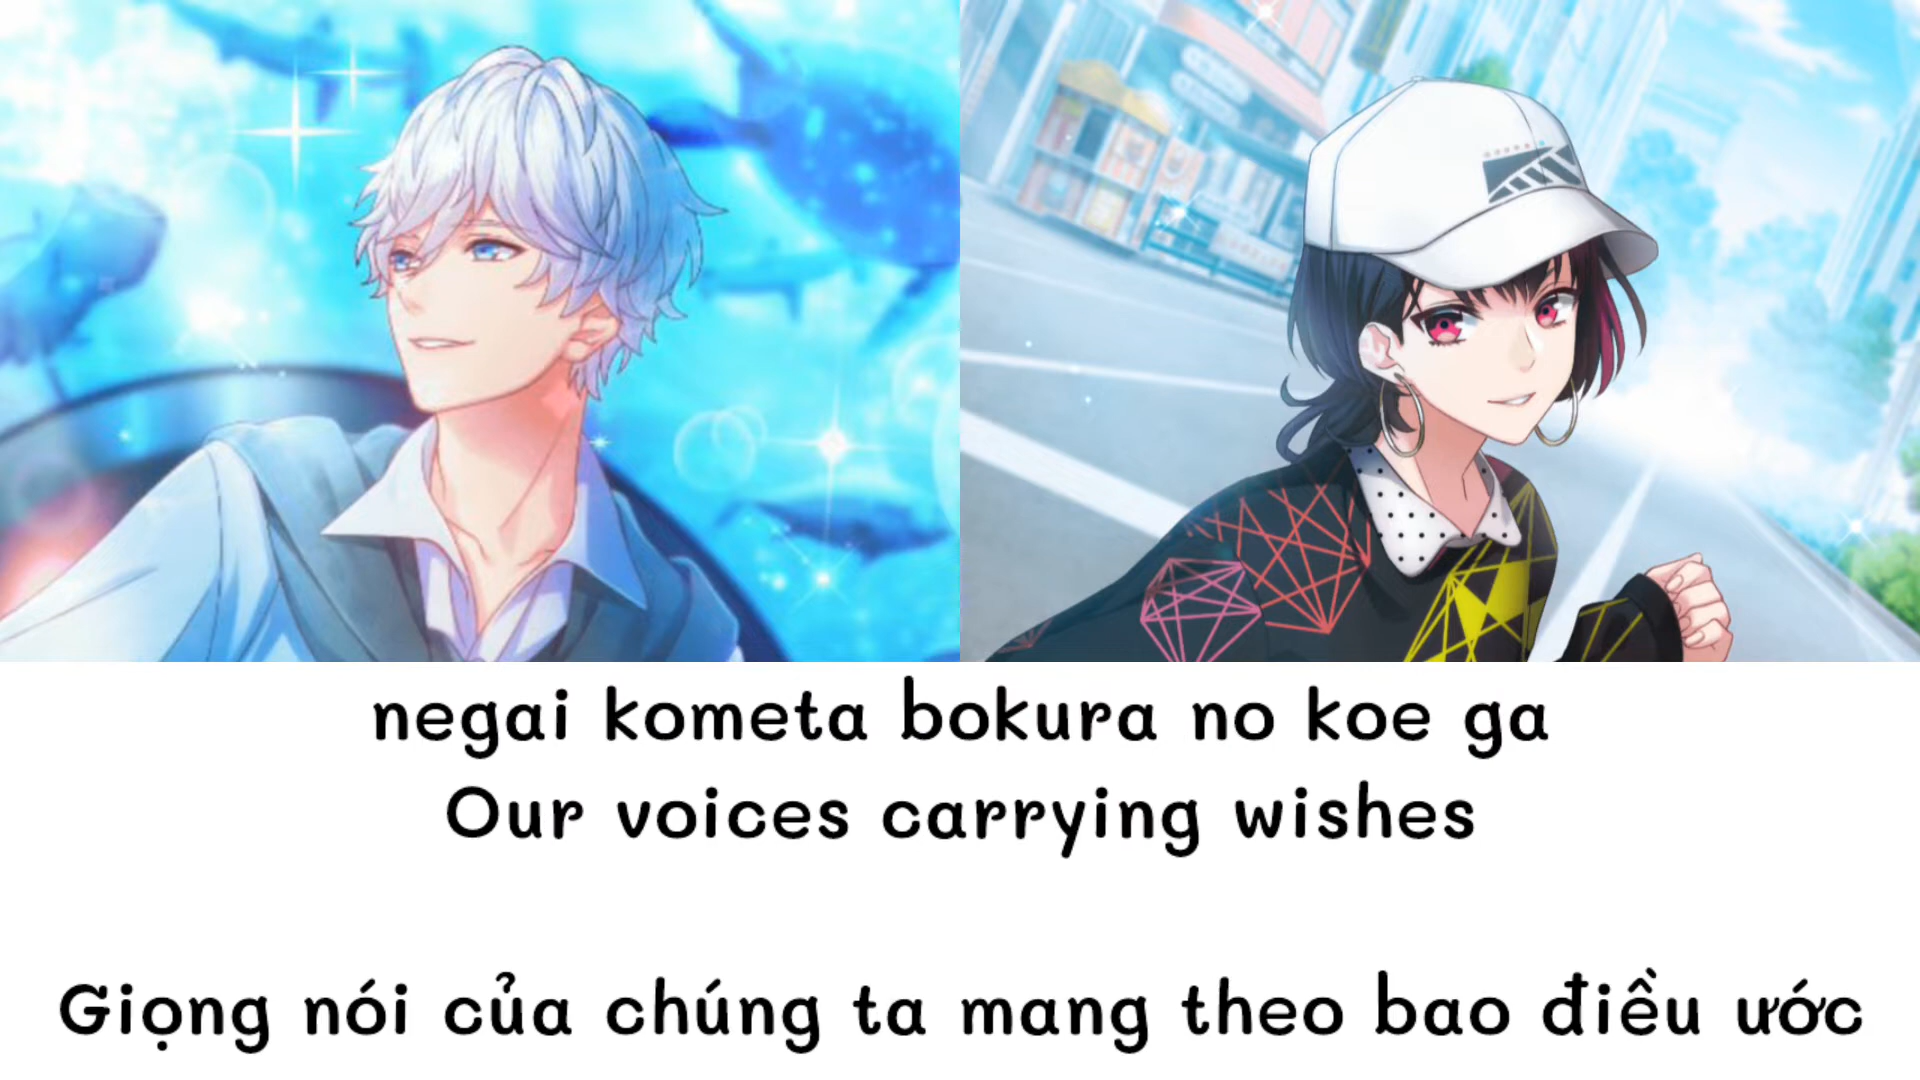 negai kometa bokura no koe ga
Our voices carrying wishes
Giọng nói của chúng ta mang theo bao điều ước